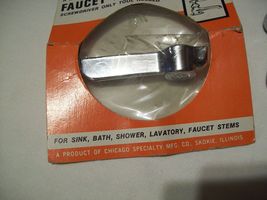 FAUCET
SCREWDRIVER ONLY TOOL NEEDED
FOR SINK, BATH, SHOWER, LAVATORY, FAUCET STEMS
A PRODUCT OF CHICAGO SPECIALTY MFG. CO. SKOKIE, ILLINOIS